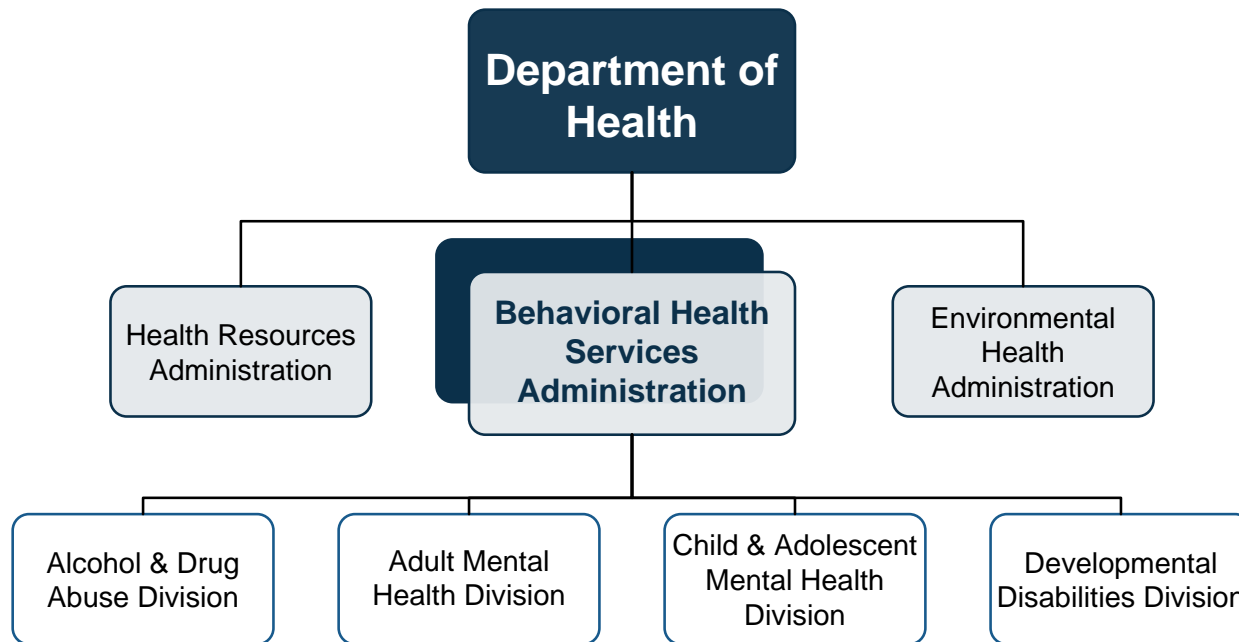 Department of
Health
Health Resources
Administration
Behavioral Health
Services
Administration
Environmental
Health
Administration
Alcohol & Drug
Abuse Division
Adult Mental
Health Division
Child & Adolescent
Mental Health
Division
Developmental
Disabilities Division